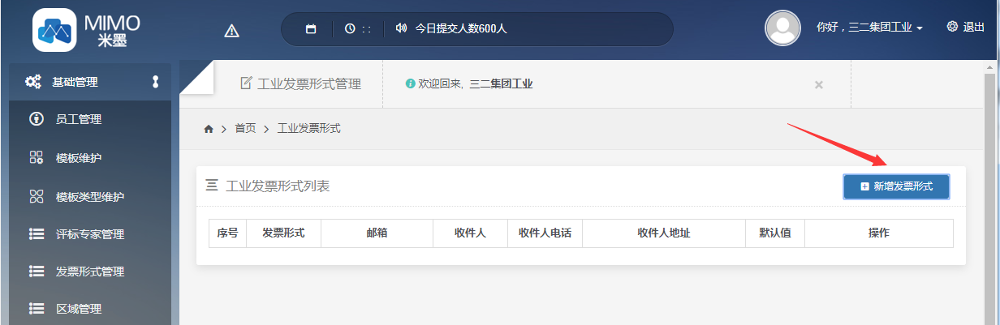 MIMO
米墨
: :
今日提交人数600人
你好，三二集团工业
退出
基础管理
员工管理
模板维护
模板类型维护
评标专家管理
发票形式管理
区域管理
工业发票形式管理
欢迎回来, 三二集团工业
×
首页 > 工业发票形式
工业发票形式列表
新增发票形式
序号 发票形式 邮箱 收件人 收件人电话 收件人地址 默认值 操作